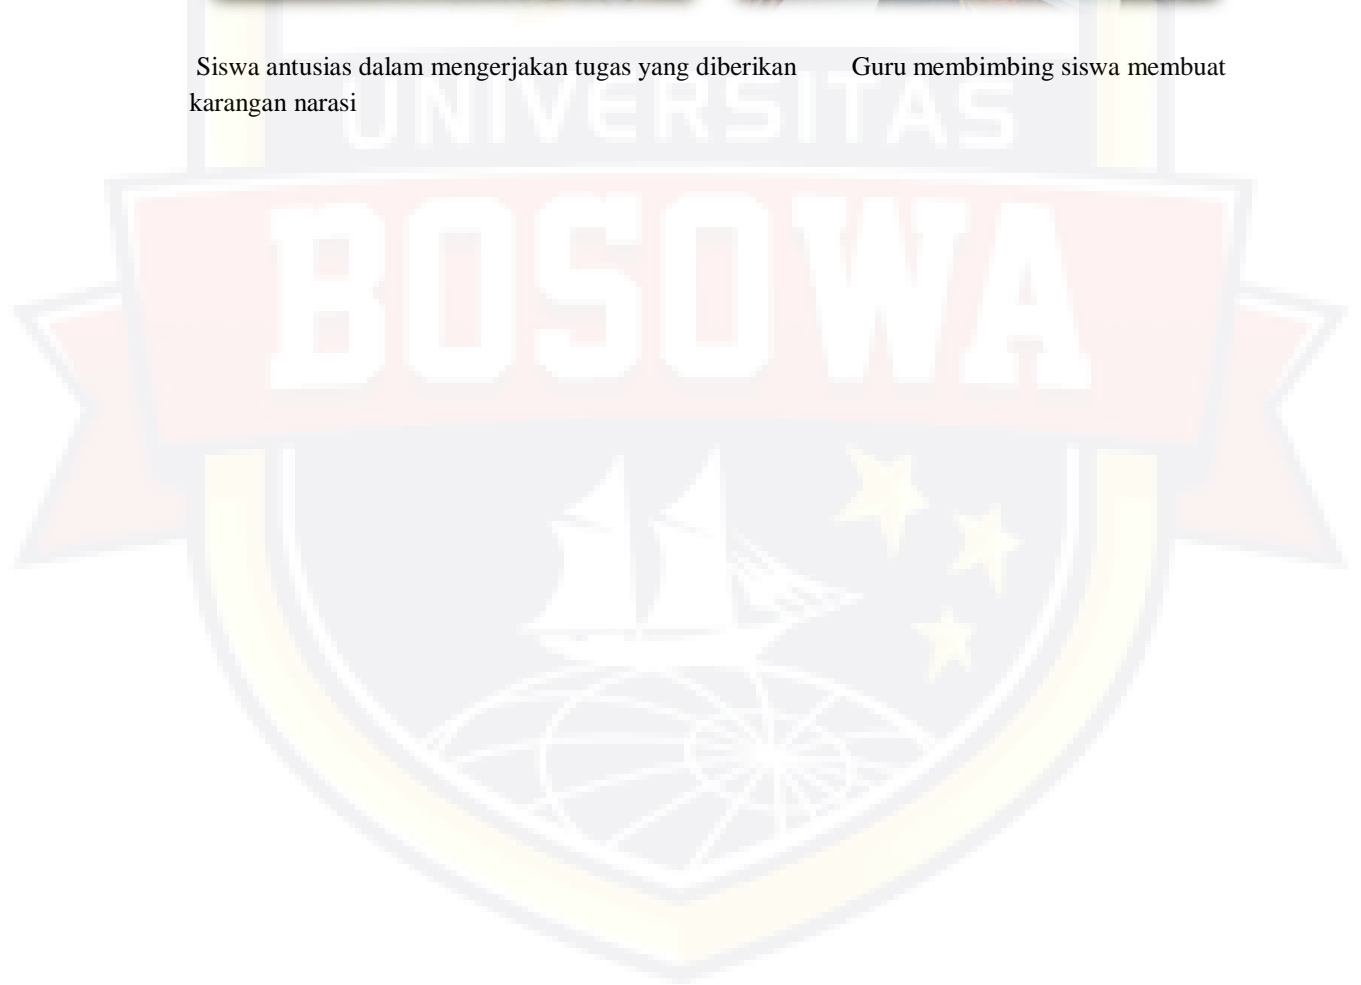 Siswa antusias dalam mengerjakan tugas yang diberikan Guru membimbing siswa membuat
karangan narasi
UNIVERSITAS
BOSOWA